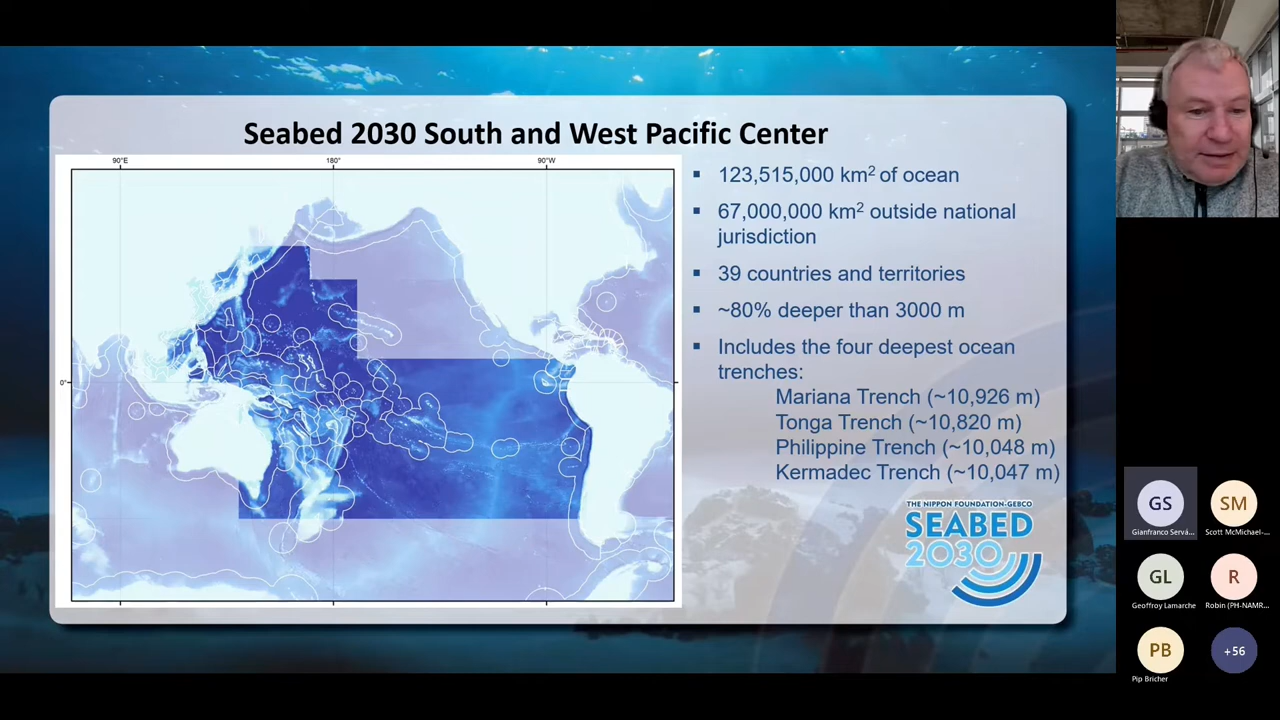 Seabed 2030 South and West Pacific Center
90°E
180°
90°W
0°
▪ 123,515,000 km² of ocean
▪ 67,000,000 km² outside national
jurisdiction
▪ 39 countries and territories
▪ ~80% deeper than 3000 m
▪ Includes the four deepest ocean
trenches:
Mariana Trench (~10,926 m)
Tonga Trench (~10,820 m)
Philippine Trench (~10,048 m)
Kermadec Trench (~10,047 m)
THE NIPPON FOUNDATION-GEBCO
SEABED
2030
GS
SM
Gianfranco Servá...
Scott McMichael-...
GL
R
Geoffroy Lamarche
Robin (PH-NAMR...
PB
+56
Pip Bricher